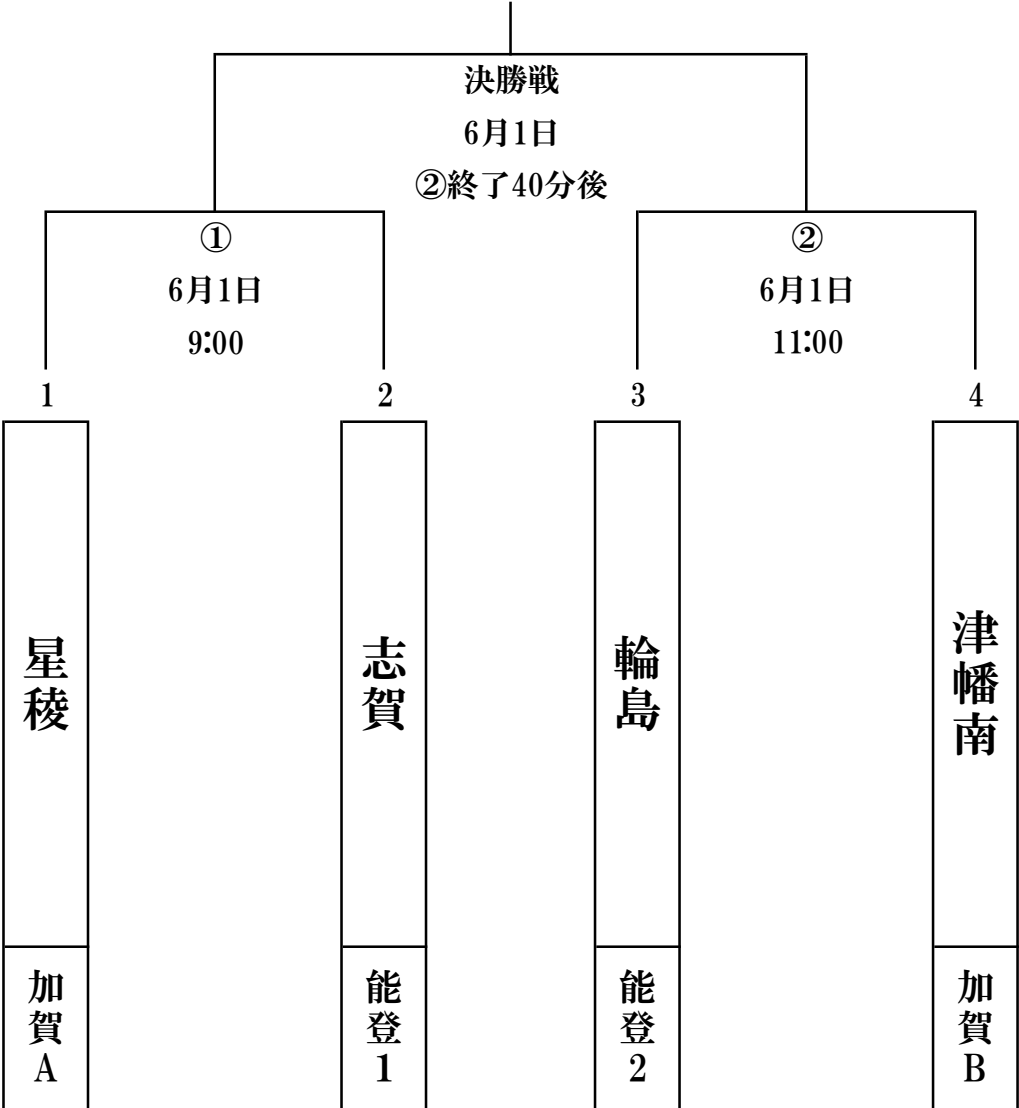 決勝戦
6月1日
②終了40分後
①
6月1日
9:00
②
6月1日
11:00
1
2
3
4
星稜
志賀
輪島
津幡南
加賀A
能登1
能登2
加賀B